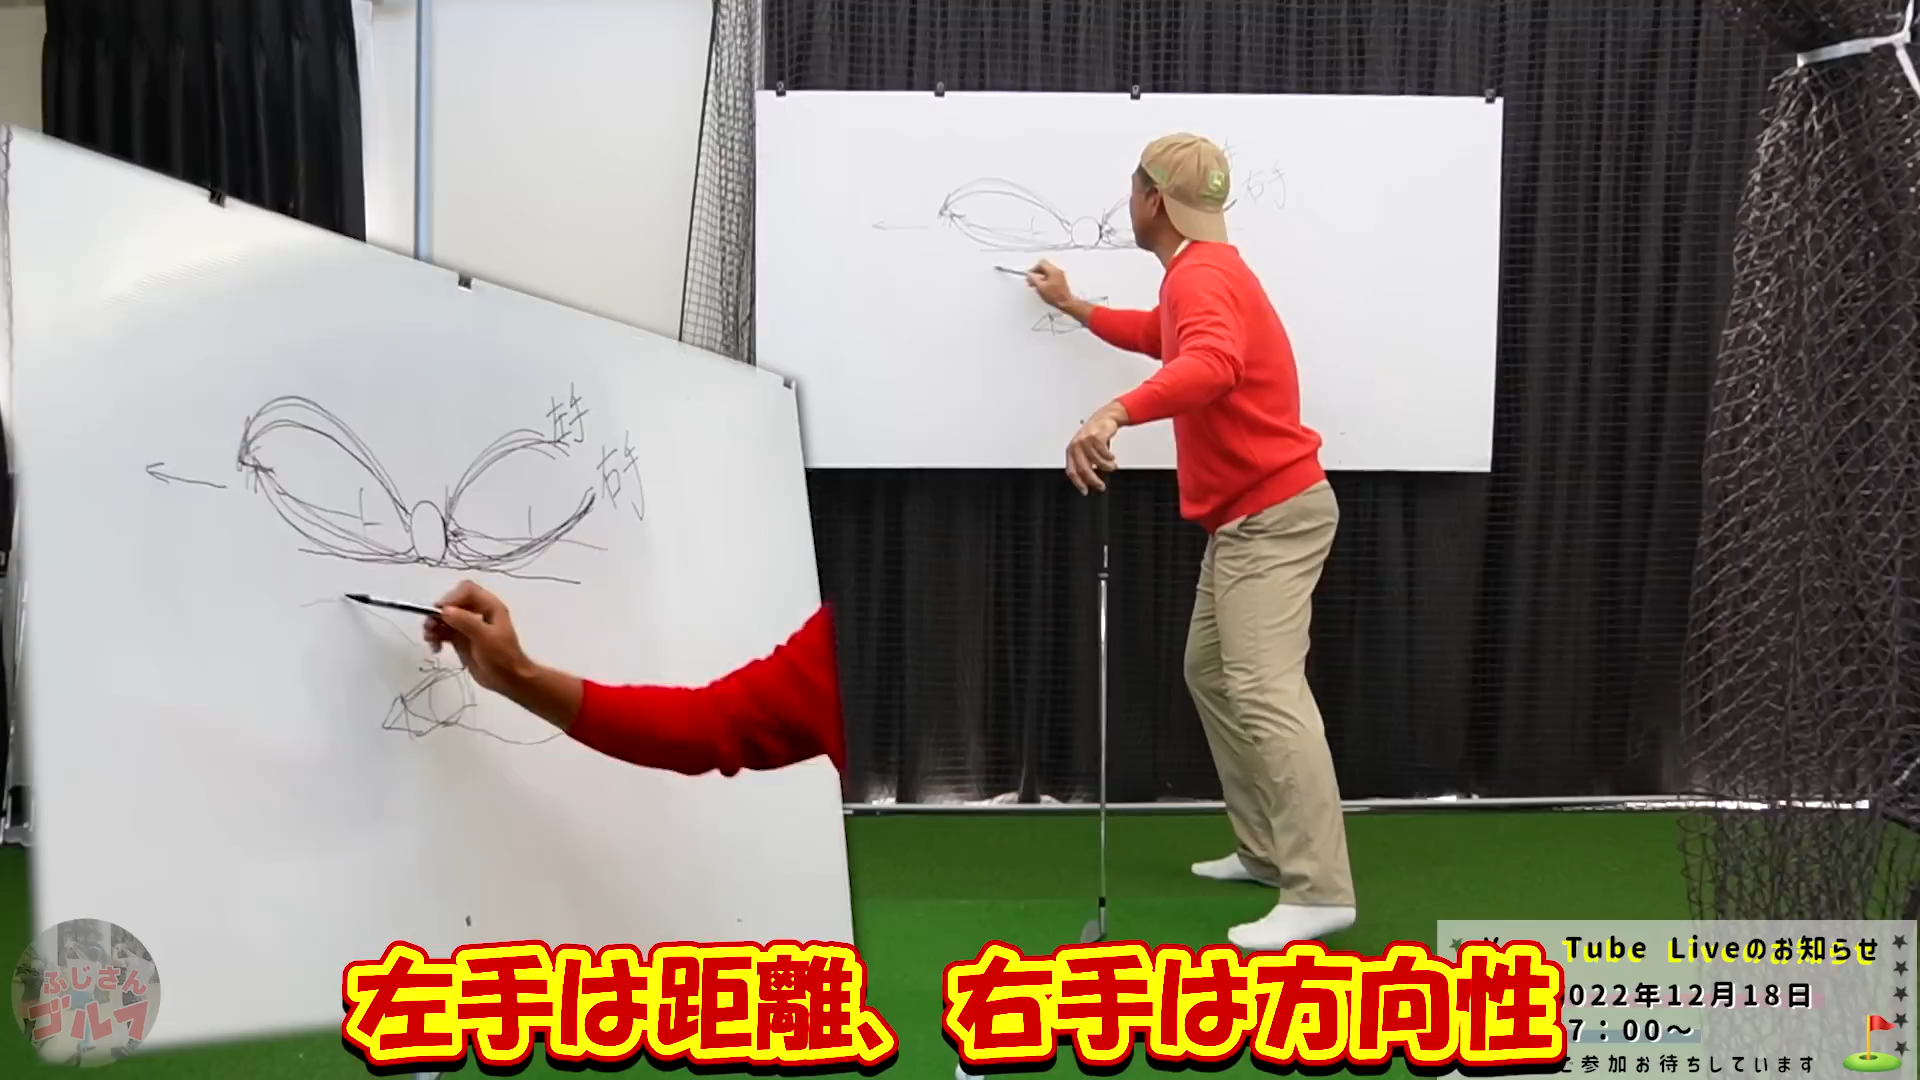 左手
右手
右手
左手は距離、右手は方向性
Tube Liveのお知らせ
022年12月18日
7：00～
ご参加お待ちしています
ふじさん
ゴルフ